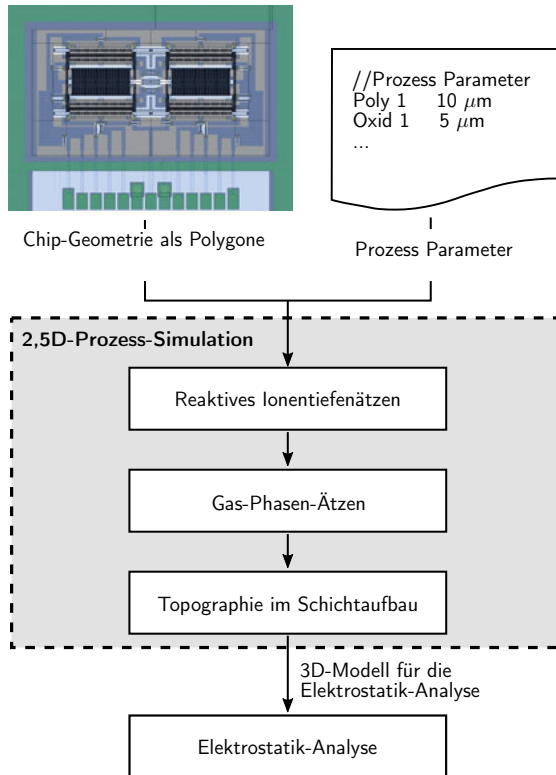 //Prozess Parameter
Poly 1 10 μm
Oxid 1 5 μm
...
Chip-Geometrie als Polygone
Prozess Parameter
2,5D-Prozess-Simulation
Reaktives Ionentiefenätzen
Gas-Phasen-Ätzen
Topographie im Schichtaufbau
3D-Modell für die
Elektrostatik-Analyse
Elektrostatik-Analyse